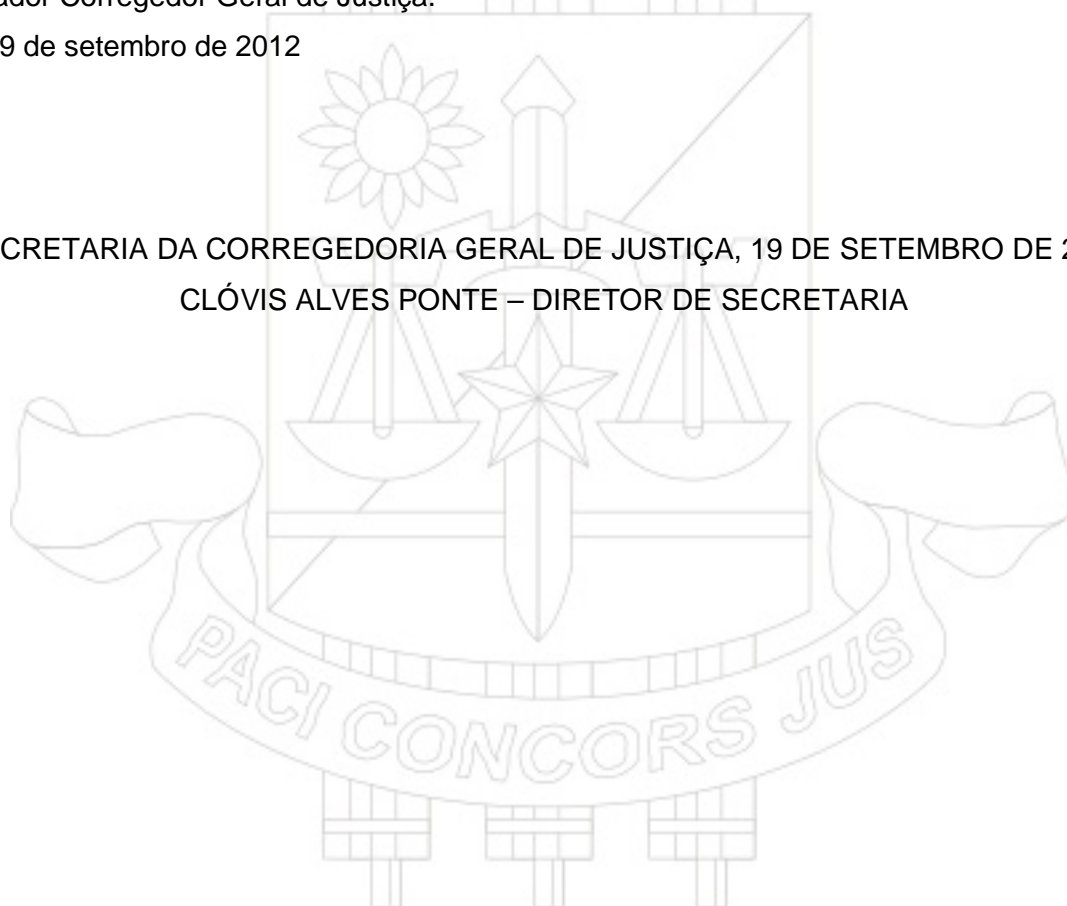 ador Corregedor Geral de Justiça.
9 de setembro de 2012
CRETARIA DA CORREGEDORIA GERAL DE JUSTIÇA, 19 DE SETEMBRO DE 2
CLÓVIS ALVES PONTE – DIRETOR DE SECRETARIA
PACI CONCORS JUS